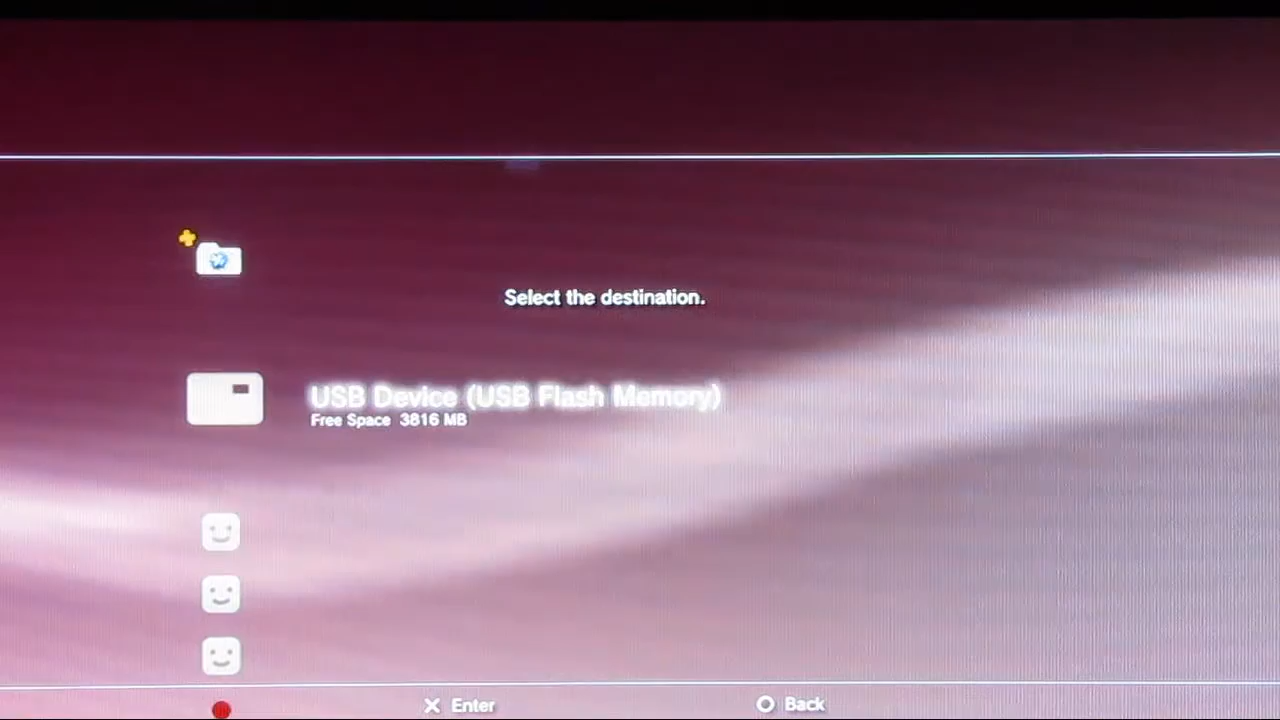 Select the destination.
USB Device (USB Flash Memory)
Free Space 3816 MB
Enter
Back